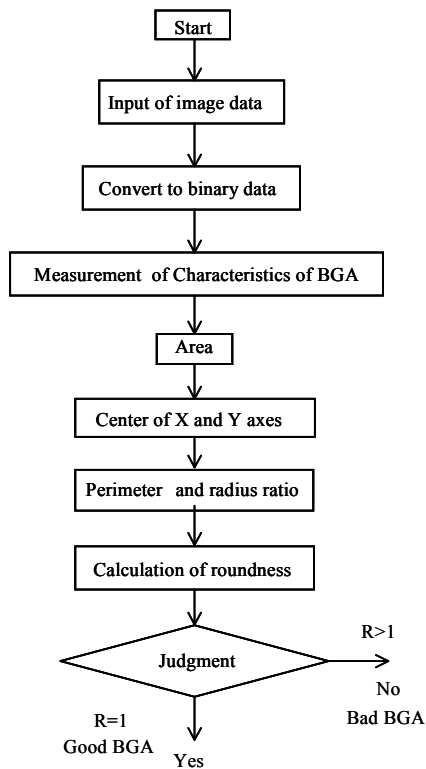 Start
Input of image data
Convert to binary data
Measurement of Characteristics of BGA
Area
Center of X and Y axes
Perimeter and radius ratio
Calculation of roundness
Judgment
R>1
No
Bad BGA
R=1
Good BGA
Yes